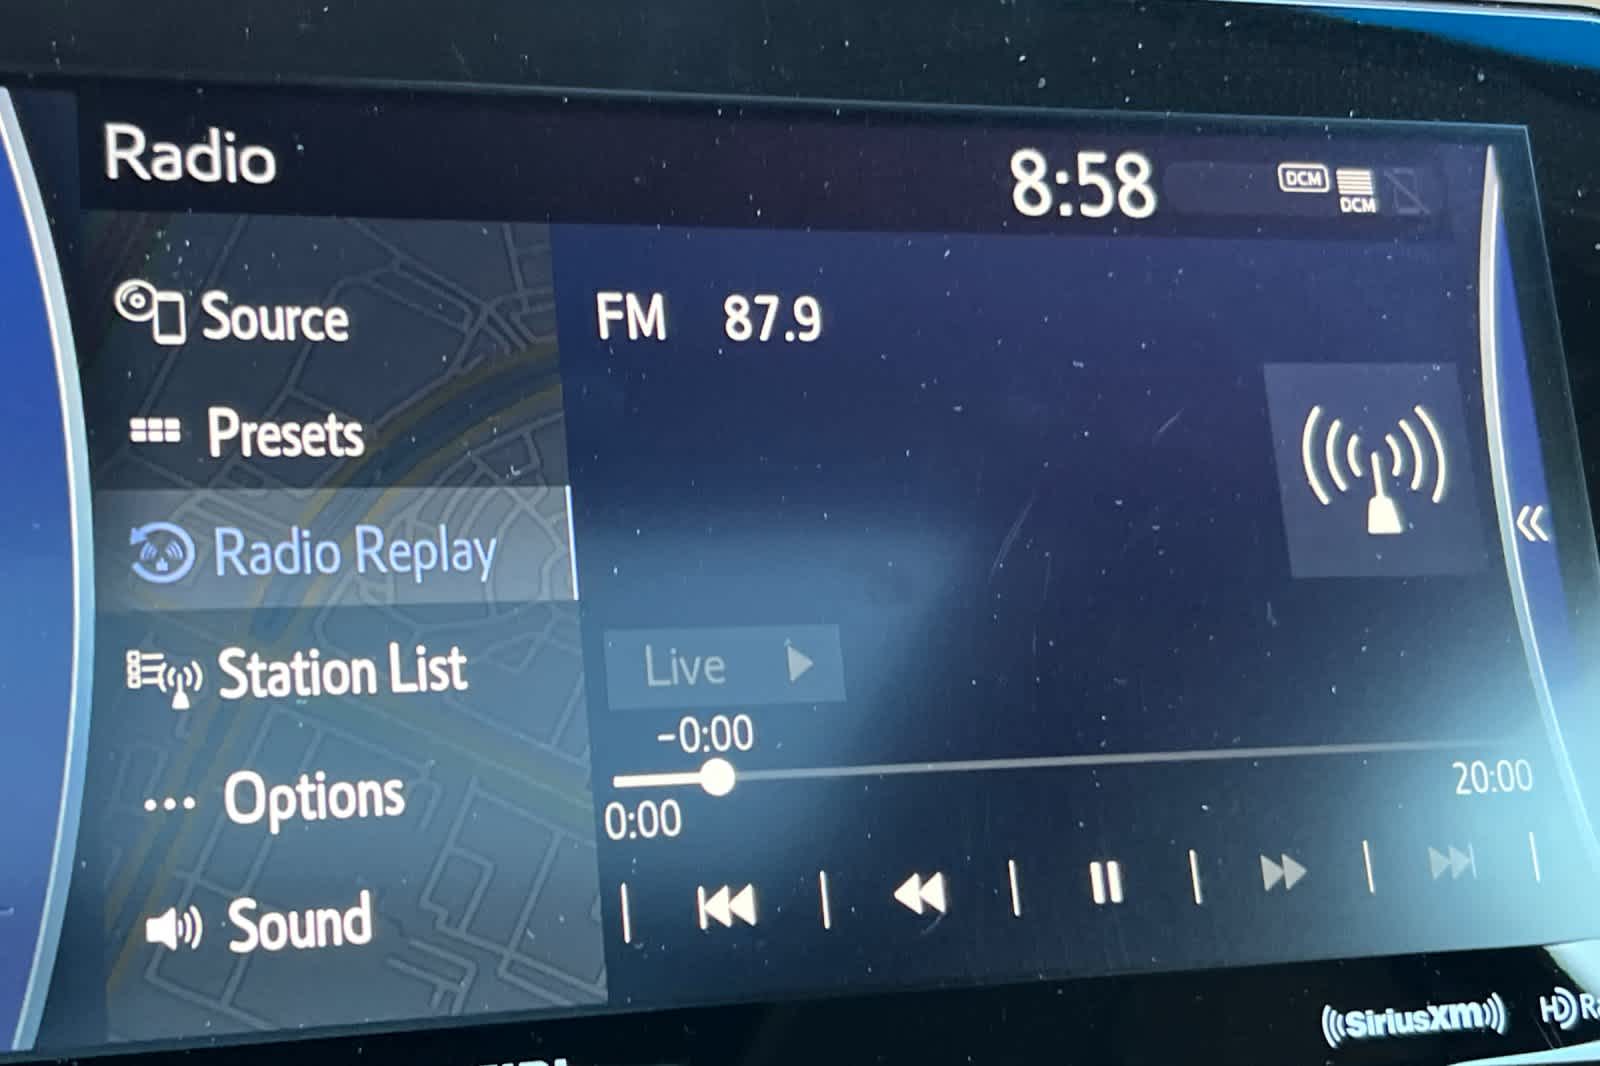 Radio
8:58
DCM
DCM
Source
FM 87.9
Presets
Radio Replay
Live
Station List
-0:00
0:00
20:00
Options
Sound
SiriusXM
HD